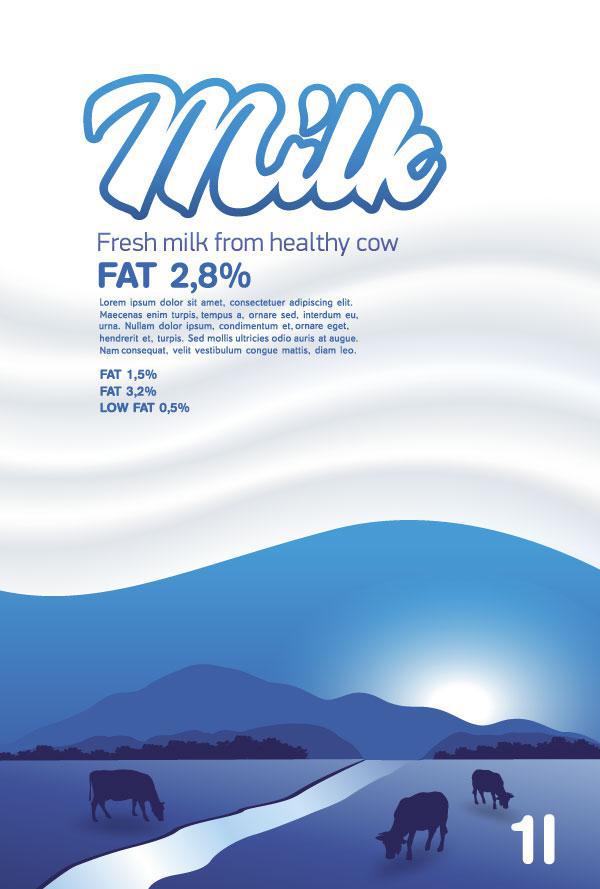 Milk
Fresh milk from healthy cow
FAT 2,8%
Lorem ipsum dolor sit amet, consectetuer adipiscing elit.
Maecenas enim turpis, tempus a, ornare sed, interdum eu,
urna. Nullam dolor ipsum, condimentum et, ornare eget,
hendrerit et, turpis. Sed mollis ultricies odio auris at augue.
Nam consequat, velit vestibulum congue mattis, diam leo.
FAT 1,5%
FAT 3,2%
LOW FAT 0,5%
1l